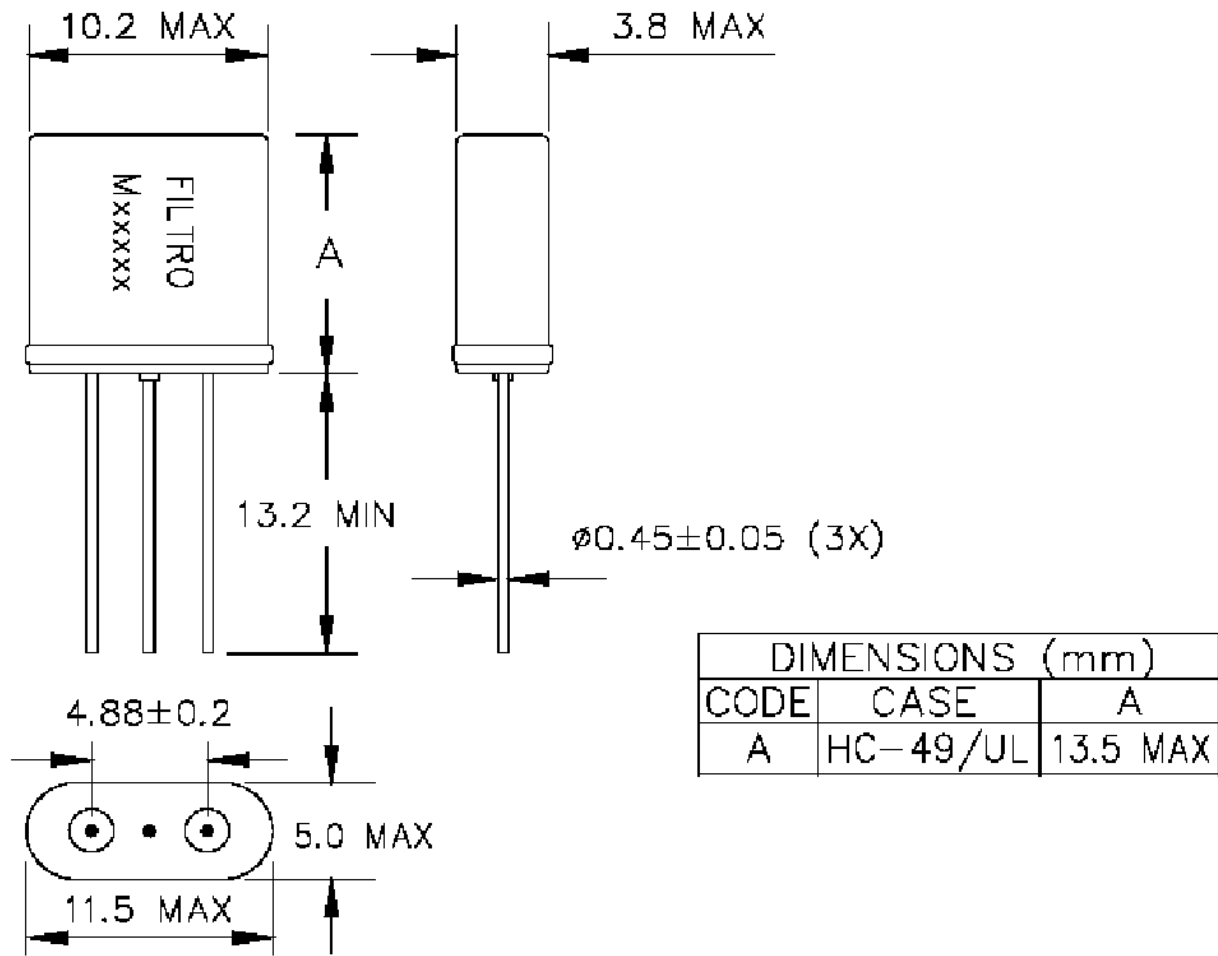 10.2 MAX
3.8 MAX
FILTRO
Mxxxxx
A
13.2 MIN
ø0.45±0.05 (3X)
4.88±0.2
5.0 MAX
11.5 MAX
DIMENSIONS (mm)
CODE CASE A
A HC-49/UL 13.5 MAX